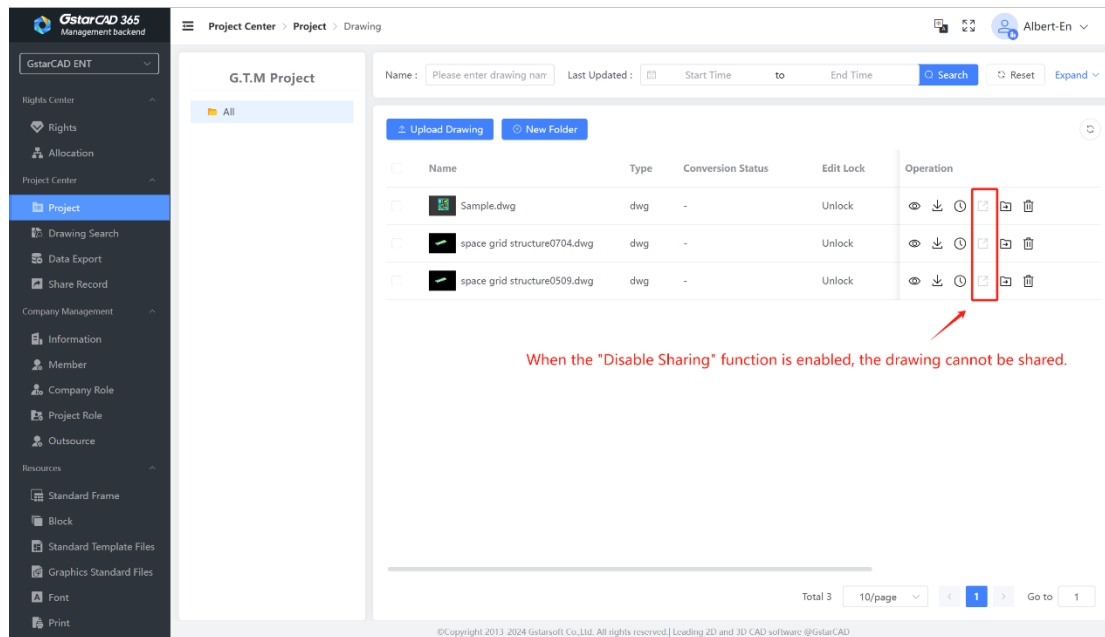 GstarCAD 365
Management backend
Project Center > Project > Drawing
Albert-En
GstarCAD ENT
Rights Center
Rights
Allocation
Project Center
Project
Drawing Search
Data Export
Share Record
Company Management
Information
Member
Company Role
Project Role
Outsource
Resources
Standard Frame
Block
Standard Template Files
Graphics Standard Files
Font
Print
G.T.M Project
All
Name : Please enter drawing nam Last Updated : Start Time to End Time Search Reset Expand
Upload Drawing New Folder
Name Type Conversion Status Edit Lock Operation
Sample.dwg dwg - Unlock
space grid structure0704.dwg dwg - Unlock
space grid structure0509.dwg dwg - Unlock
When the "Disable Sharing" function is enabled, the drawing cannot be shared.
Total 3 10/page < 1 > Go to 1
©Copyright 2013-2024 Gstarsoft Co.,Ltd. All rights reserved.| Leading 2D and 3D CAD software @GstarCAD